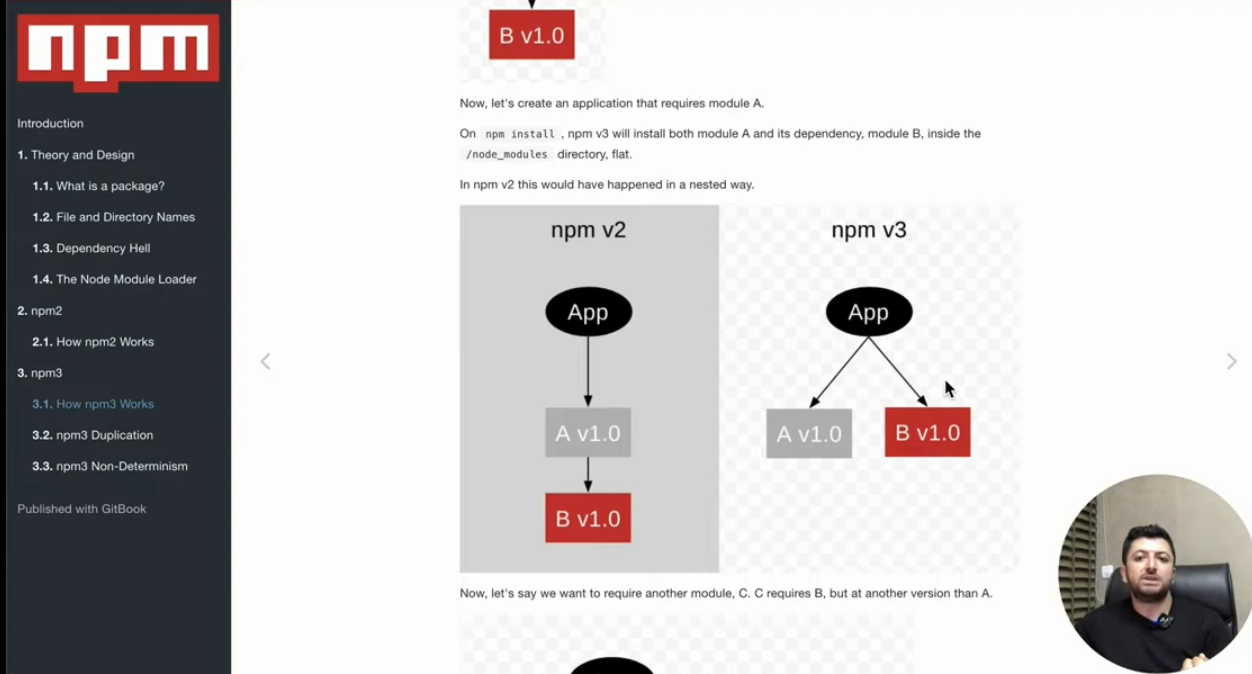 npm
Introduction
1. Theory and Design
1.1. What is a package?
1.2. File and Directory Names
1.3. Dependency Hell
1.4. The Node Module Loader
2. npm2
2.1. How npm2 Works
3. npm3
3.1. How npm3 Works
3.2. npm3 Duplication
3.3. npm3 Non-Determinism
Published with GitBook
B v1.0
Now, let's create an application that requires module A.
On npm install , npm v3 will install both module A and its dependency, module B, inside the
/node_modules directory, flat.
In npm v2 this would have happened in a nested way.
npm v2
App
A v1.0
B v1.0
npm v3
App
A v1.0
B v1.0
Now, let's say we want to require another module, C. C requires B, but at another version than A.